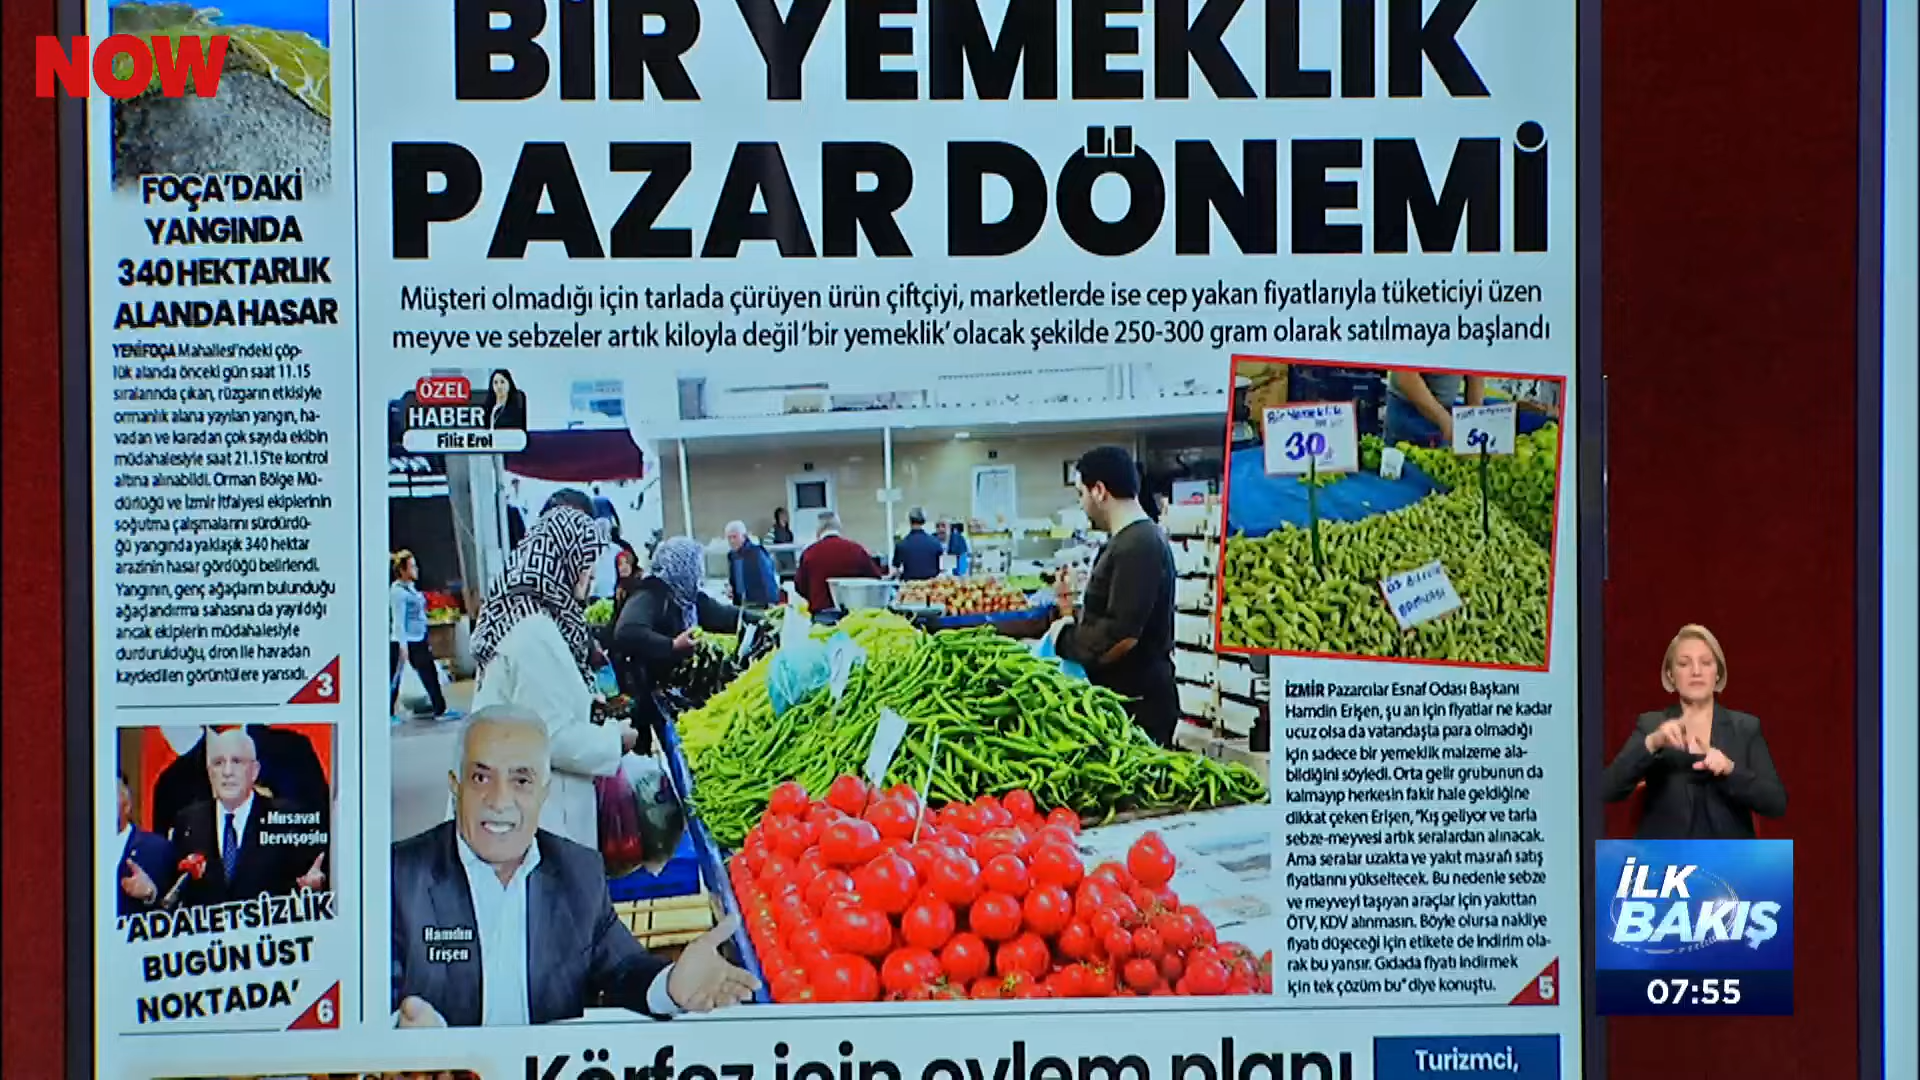 NOW
BİR YEMEKLİK
PAZAR DÖNEMİ
Müşteri olmadığı için tarlada çürüyen ürün çiftçiyi, marketlerde ise cep yakan fiyatlarıyla tüketiciyi üzen
meyve ve sebzeler artık kiloyla değil 'bir yemeklik' olacak şekilde 250-300 gram olarak satılmaya başlandı
FOÇA'DAKİ
YANGINDA
340 HEKTARLIK
ALANDA HASAR
YENİFOÇA Mahallesi'ndeki çöp-
lük alanda önceki gün saat 11.15
sıralarında çıkan, rüzgarın etkisiyle
ormanlık alana yayılan yangın, ha-
vadan ve karadan çok sayıda ekibin
müdahalesiyle saat 21.15'te kontrol
altına alınabildi. Orman Bölge Mü-
dürlüğü ve İzmir İtfaiyesi ekiplerinin
soğutma çalışmalarını sürdürdü-
ğü yangında yaklaşık 340 hektar
arazinin hasar gördüğü belirlendi.
Yangının, genç ağaçların bulunduğu
ağaçlandırma sahasına da yayıldığı
ancak ekiplerin müdahalesiyle
durdurulduğu, dron ile havadan
kaydedilen görüntülere yansıdı.
3
Musavat
Dervişoğlu
'ADALETSİZLİK
BUGÜN ÜST
NOKTADA'
6
ÖZEL
HABER
Filiz Erol
Bir Yemeklik
30
50
Hamdin
Erişen
İZMİR Pazarcılar Esnaf Odası Başkanı
Hamdin Erişen, şu an için fiyatlar ne kadar
ucuz olsa da vatandaşta para olmadığı
için sadece bir yemeklik malzeme ala-
bildiğini söyledi. Orta gelir grubunun da
kalmayıp herkesin fakir hale geldiğine
dikkat çeken Erişen, "Kış geliyor ve tarla
sebze-meyvesi artık seralardan alınacak.
Ama seralar uzakta ve yakıt masrafı satış
fiyatlarını yükseltecek. Bu nedenle sebze
ve meyveyi taşıyan araçlar için yakıttan
ÖTV, KDV alınmasın. Böyle olursa nakliye
fiyatı düşeceği için etikete de indirim ola-
rak bu yansır. Gıdada fiyatı indirmek
için tek çözüm bu" diye konuştu.
5
Körfez için eylem planı
Turizmci,
İLK
BAKIŞ
07:55